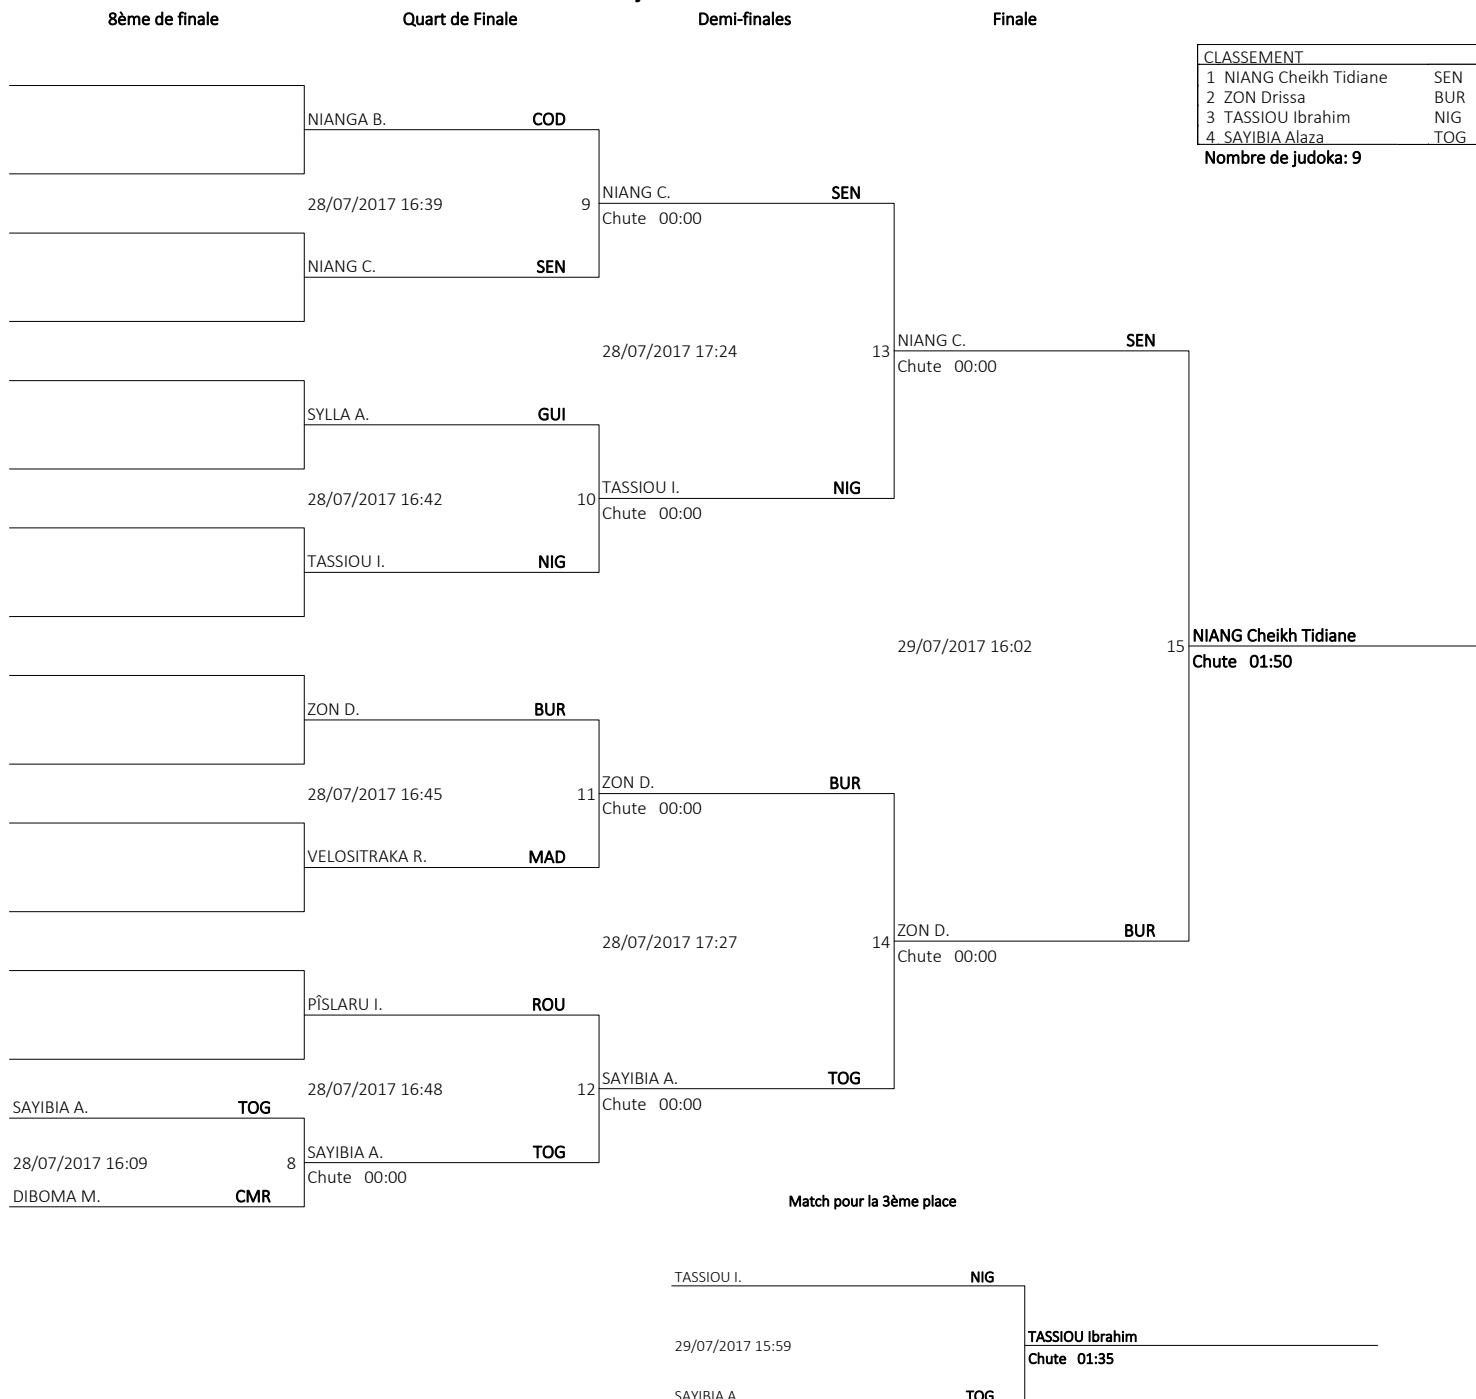 8ème de finale Quart de Finale Demi-finales Finale
CLASSEMENT
1 NIANG Cheikh Tidiane SEN
2 ZON Drissa BUR
3 TASSIOU Ibrahim NIG
4 SAYIBIA Alaza TOG
Nombre de judoka: 9
NIANGA B. COD
28/07/2017 16:39 9
NIANG C. SEN
Chute 00:00
NIANG C. SEN
28/07/2017 17:24 13
NIANG C. SEN
Chute 00:00
SYLLA A. GUI
28/07/2017 16:42 10
TASSIOU I. NIG
Chute 00:00
TASSIOU I. NIG
29/07/2017 16:02 15
NIANG Cheikh Tidiane
Chute 01:50
ZON D. BUR
28/07/2017 16:45 11
ZON D. BUR
Chute 00:00
VELOSITRAKA R. MAD
28/07/2017 17:27 14
ZON D. BUR
Chute 00:00
PÎSLARU I. ROU
28/07/2017 16:48 12
SAYIBIA A. TOG
Chute 00:00
SAYIBIA A. TOG
28/07/2017 16:09 8
SAYIBIA A. TOG
Chute 00:00
DIBOMA M. CMR
Match pour la 3ème place
TASSIOU I. NIG
29/07/2017 15:59
TASSIOU Ibrahim
Chute 01:35
SAYIBIA A. TOG